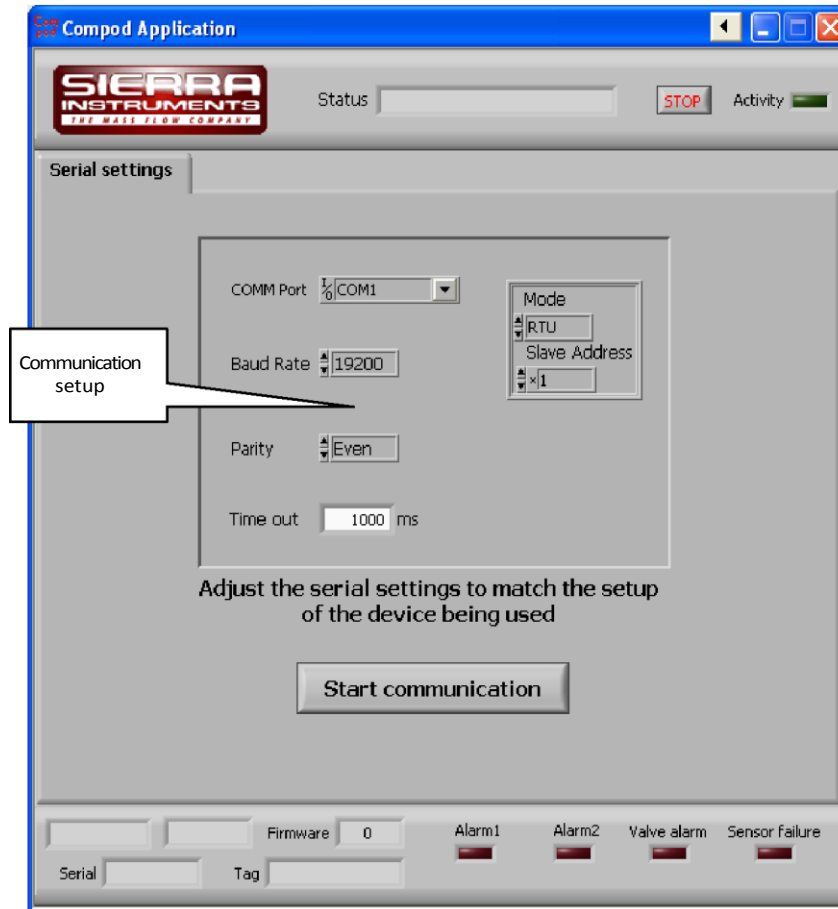 Compod Application
SIERRA
INSTRUMENTS
THE MASS FLOW COMPANY
Status
STOP
Activity
Serial settings
COMM Port
COM1
Mode
RTU
Slave Address
×1
Baud Rate
19200
Communication
setup
Parity
Even
Time out
1000 ms
Adjust the serial settings to match the setup
of the device being used
Start communication
Firmware 0
Alarm1
Alarm2
Valve alarm
Sensor failure
Serial
Tag